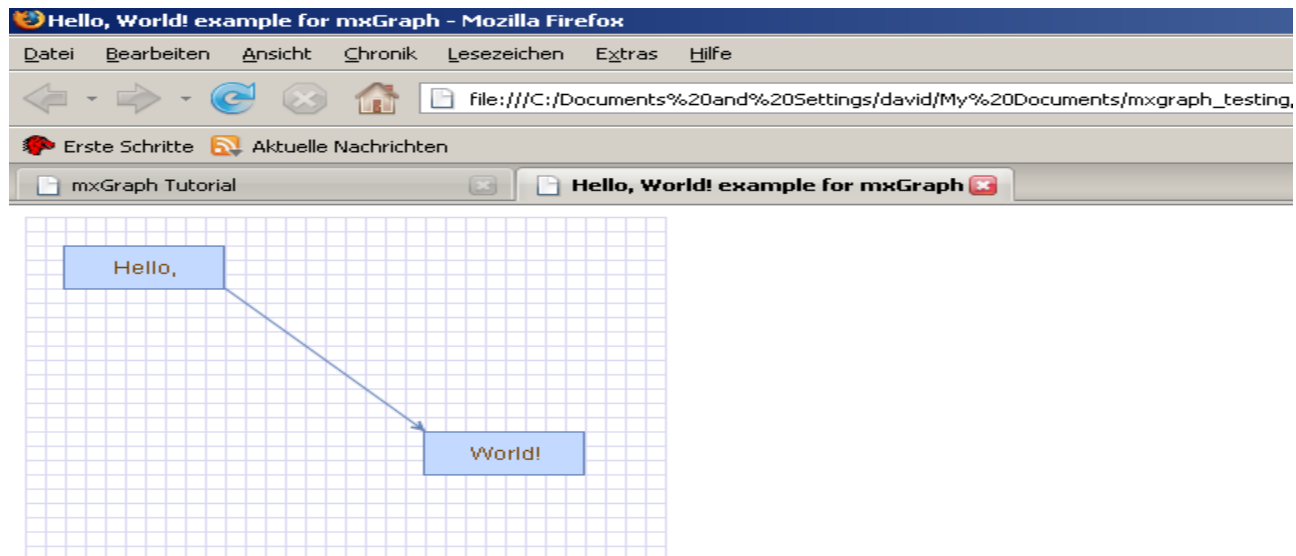 Hello, World! example for mxGraph - Mozilla Firefox
Datei Bearbeiten Ansicht Chronik Lesezeichen Extras Hilfe
file:///C:/Documents%20and%20Settings/david/My%20Documents/mxgraph_testing,
Erste Schritte Aktuelle Nachrichten
mxGraph Tutorial Hello, World! example for mxGraph
Hello,
World!